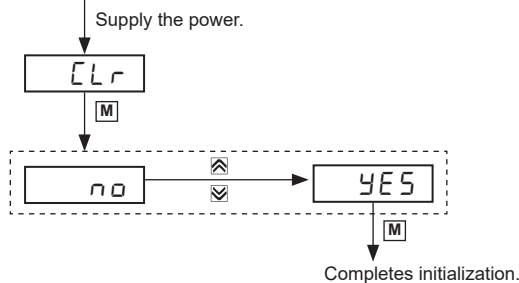 Supply the power.
CLr
M
no
YES
M
Completes initialization.